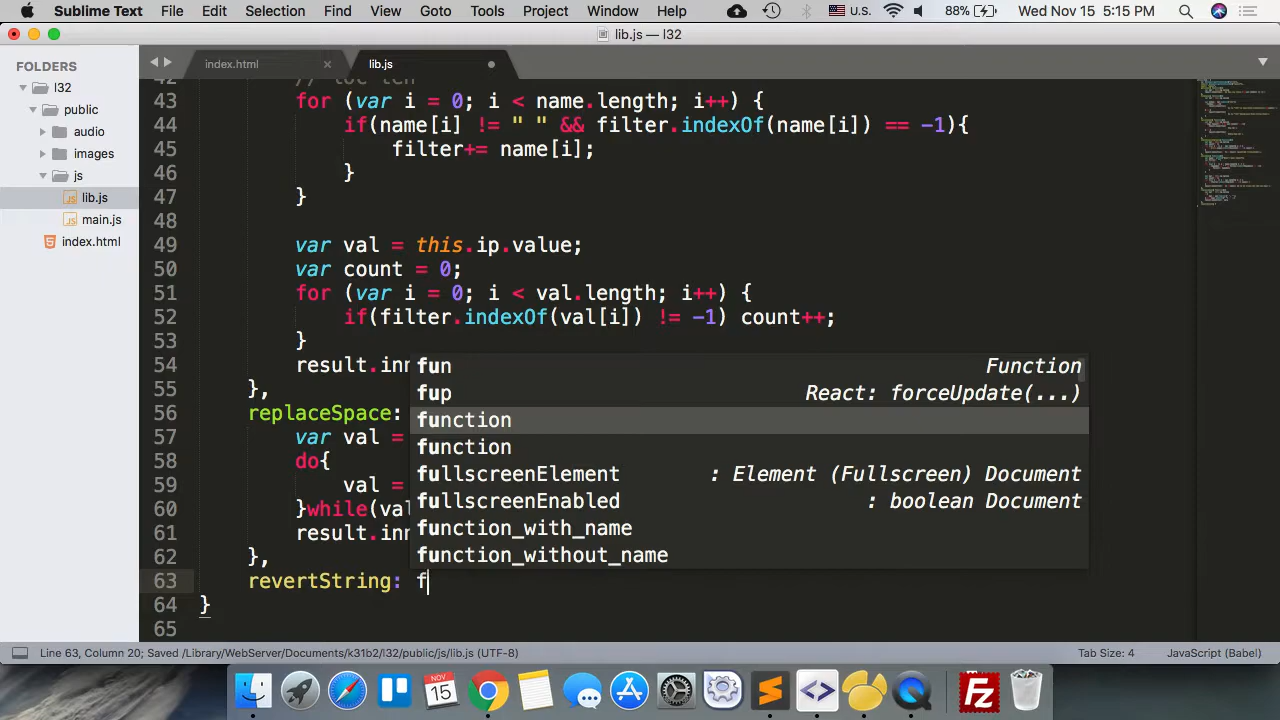 Sublime Text File Edit Selection Find View Goto Tools Project Window Help U.S. 88% Wed Nov 15 5:15 PM
lib.js — l32
FOLDERS
l32
public
audio
images
js
lib.js
main.js
index.html
index.html × lib.js
43 for (var i = 0; i < name.length; i++) {
44 if(name[i] != " " && filter.indexOf(name[i]) == -1){
45 filter+= name[i];
46 }
47 }
48
49 var val = this.ip.value;
50 var count = 0;
51 for (var i = 0; i < val.length; i++) {
52 if(filter.indexOf(val[i]) != -1) count++;
53 }
54 result.inn
55 },
56 replaceSpace:
57 var val =
58 do{
59 val =
60 }while(val
61 result.inn
62 },
63 revertString: f
64 }
65
fun Function
fup React: forceUpdate(...)
function
function
fullscreenElement : Element (Fullscreen) Document
fullscreenEnabled : boolean Document
function_with_name
function_without_name
Line 63, Column 20; Saved /Library/WebServer/Documents/k31b2/l32/public/js/lib.js (UTF-8) Tab Size: 4 JavaScript (Babel)
NOV
15
Fz